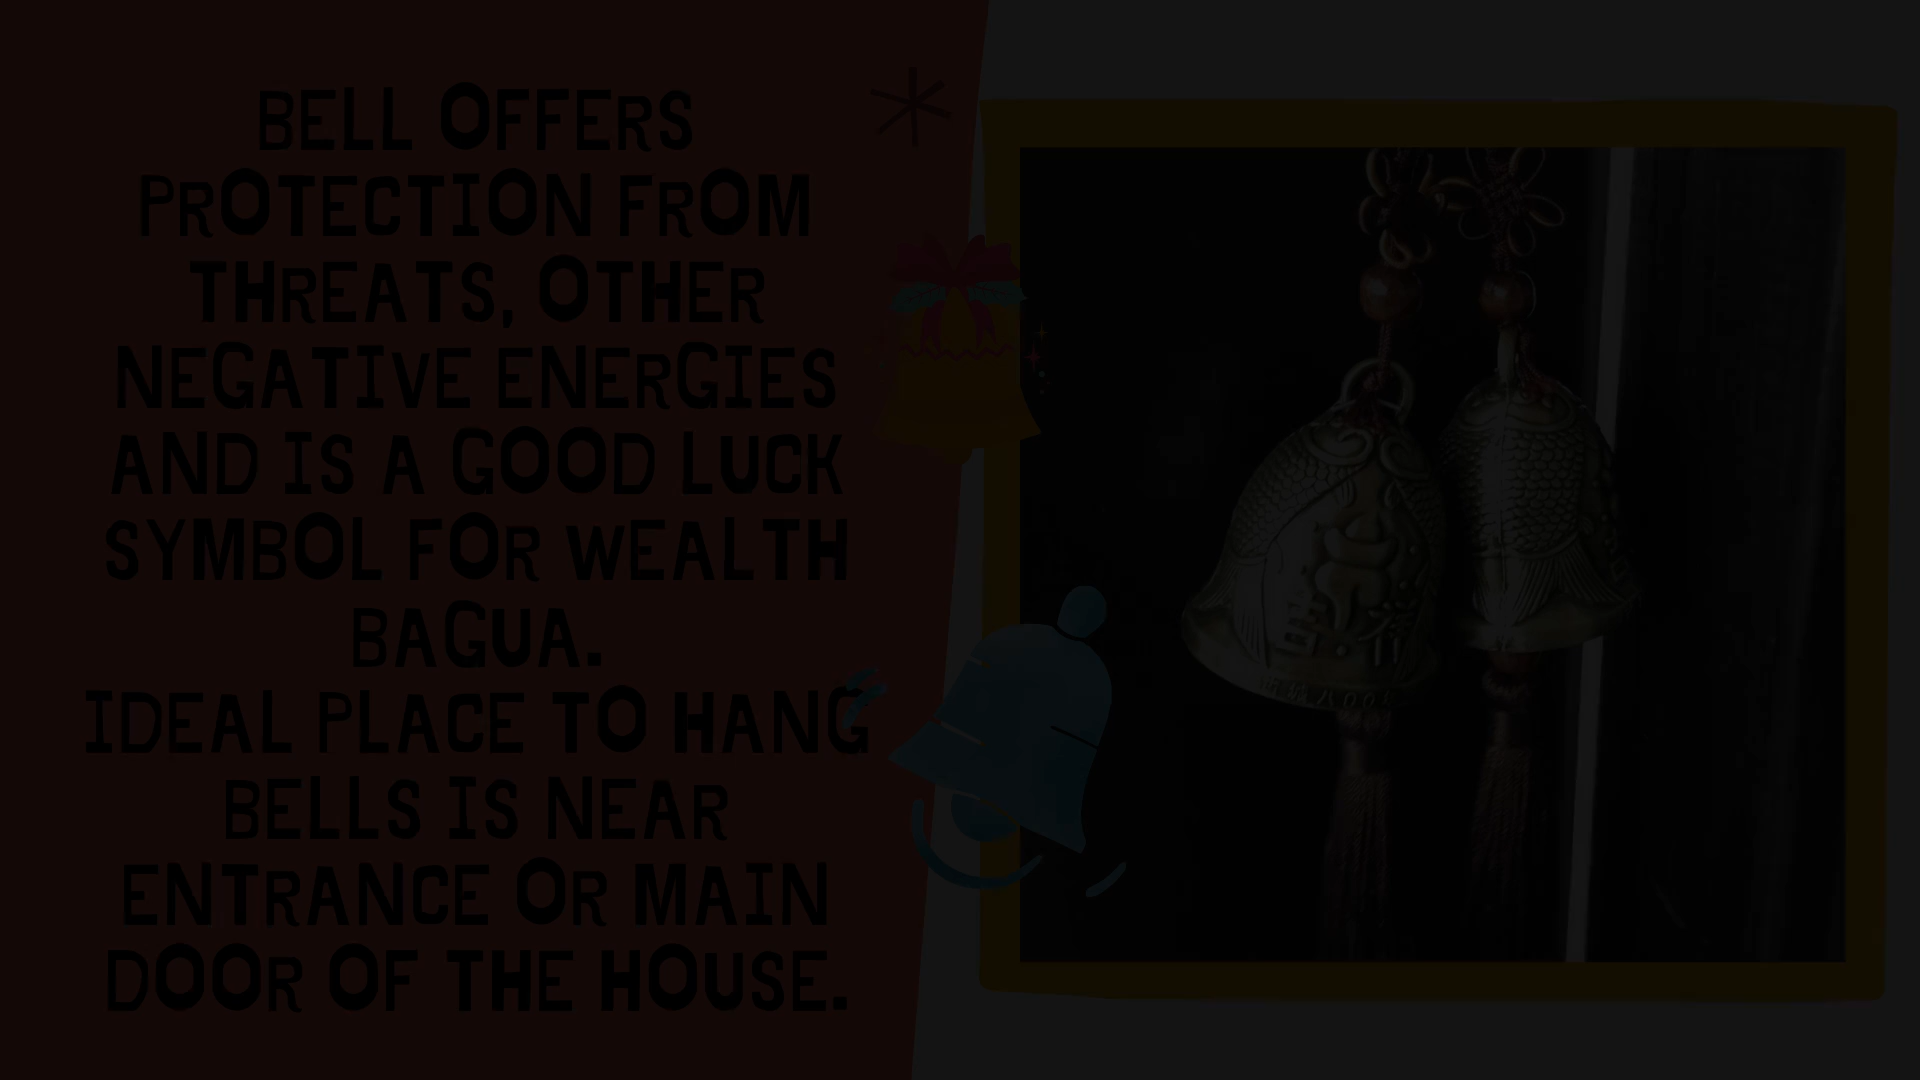 BELL OFFERS
PROTECTION FROM
THREATS, OTHER
NEGATIVE ENERGIES
AND IS A GOOD LUCK
SYMBOL FOR WEALTH
BAGUA.
IDEAL PLACE TO HANG
BELLS IS NEAR
ENTRANCE OR MAIN
DOOR OF THE HOUSE.